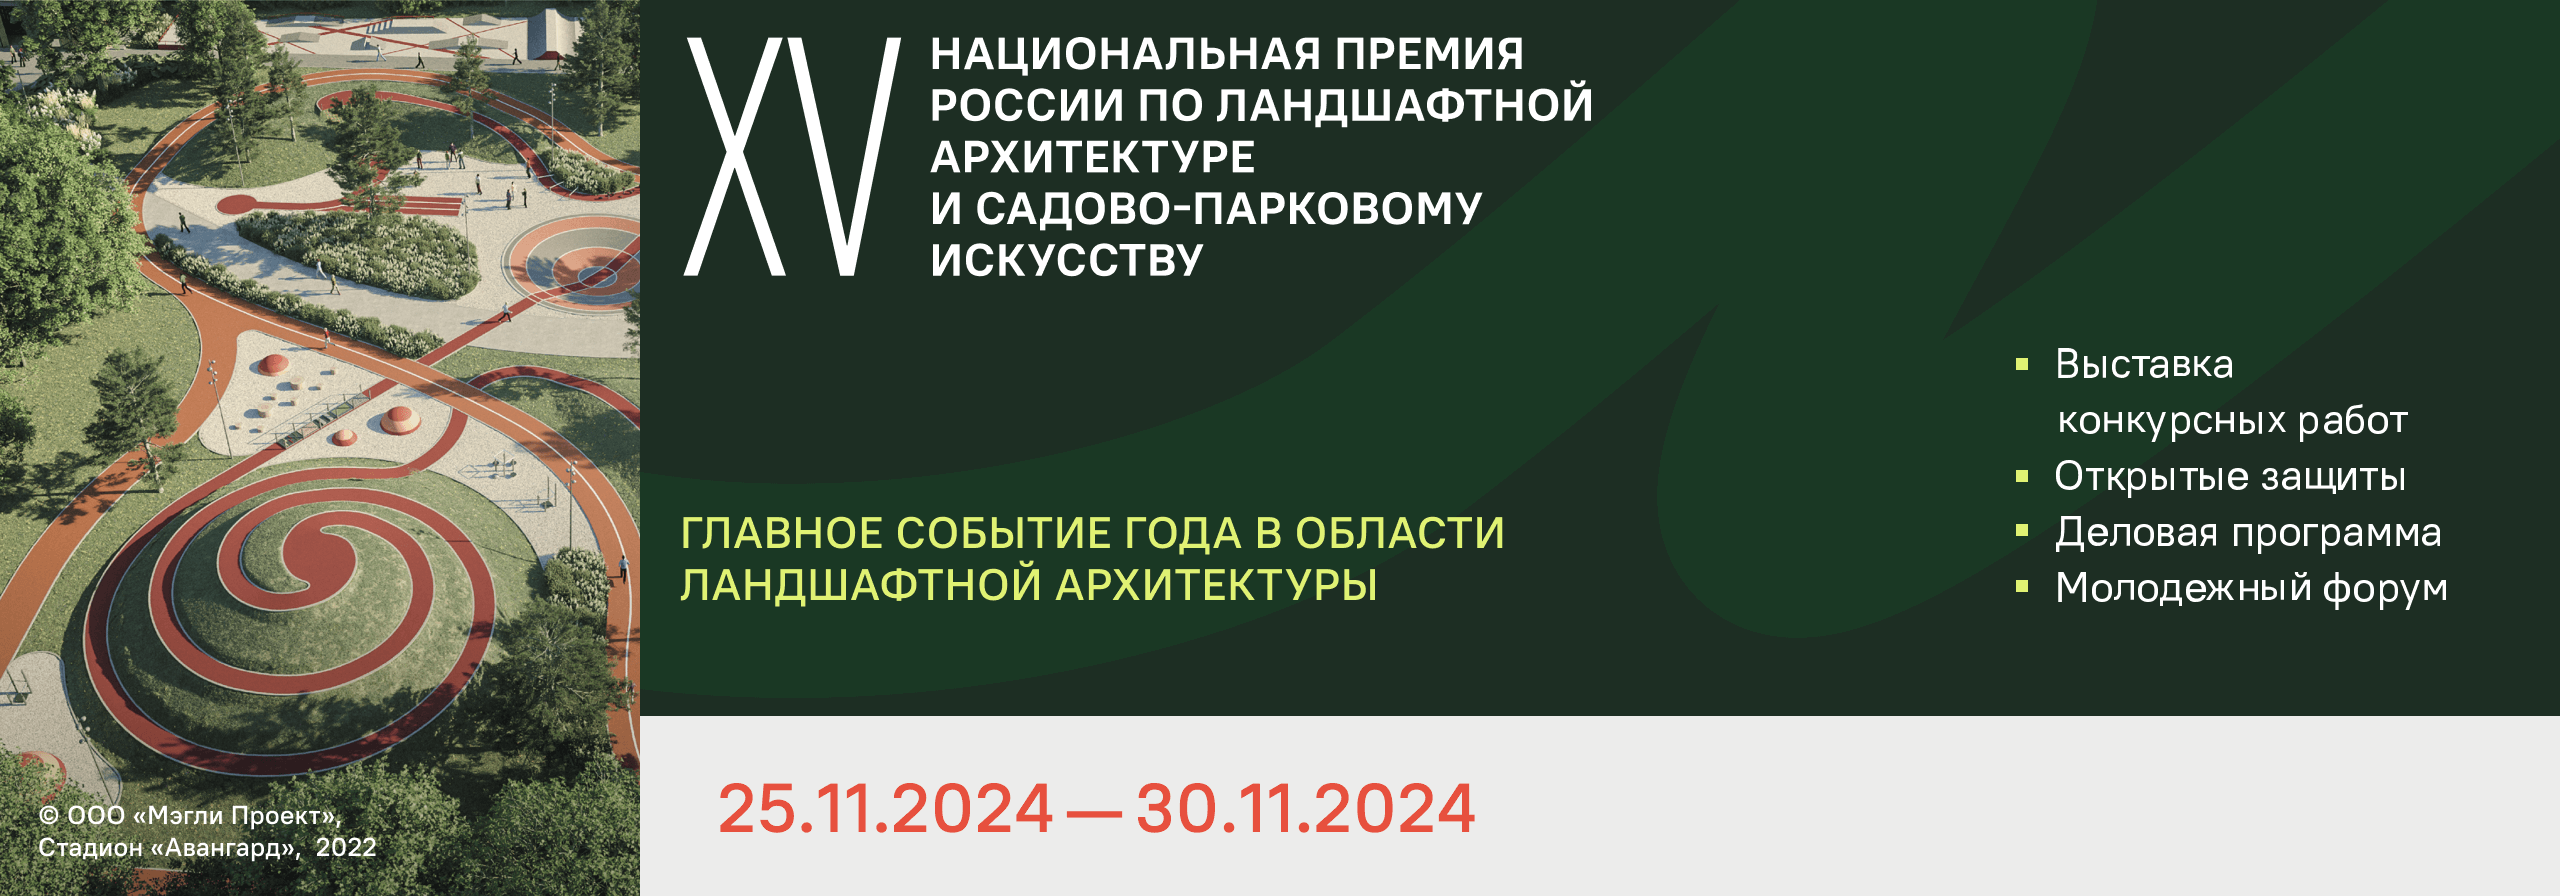 XV
НАЦИОНАЛЬНАЯ ПРЕМИЯ
РОССИИ ПО ЛАНДШАФТНОЙ
АРХИТЕКТУРЕ
И САДОВО-ПАРКОВОМУ
ИСКУССТВУ
ГЛАВНОЕ СОБЫТИЕ ГОДА В ОБЛАСТИ
ЛАНДШАФТНОЙ АРХИТЕКТУРЫ
▪ Выставка
конкурсных работ
▪ Открытые защиты
▪ Деловая программа
▪ Молодежный форум
25.11.2024 — 30.11.2024
© ООО «Мэгли Проект»,
Стадион «Авангард», 2022